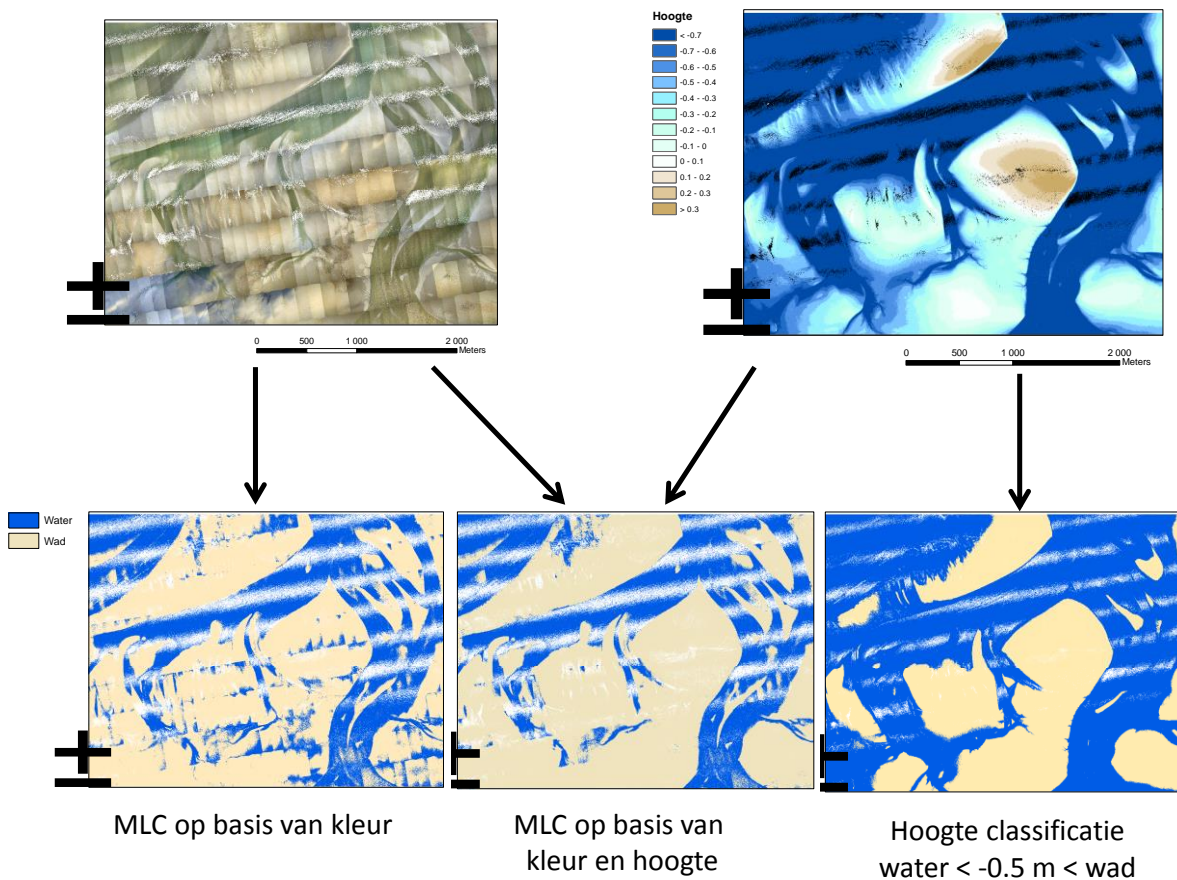 Hoogte
< -0.7
-0.7 - -0.6
-0.6 - -0.5
-0.5 - -0.4
-0.4 - -0.3
-0.3 - -0.2
-0.2 - -0.1
-0.1 - 0
0 - 0.1
0.1 - 0.2
0.2 - 0.3
> 0.3
0 500 1 000 2 000
Meters
0 500 1 000 2 000
Meters
Water
Wad
MLC op basis van kleur
MLC op basis van
kleur en hoogte
Hoogte classificatie
water < -0.5 m < wad